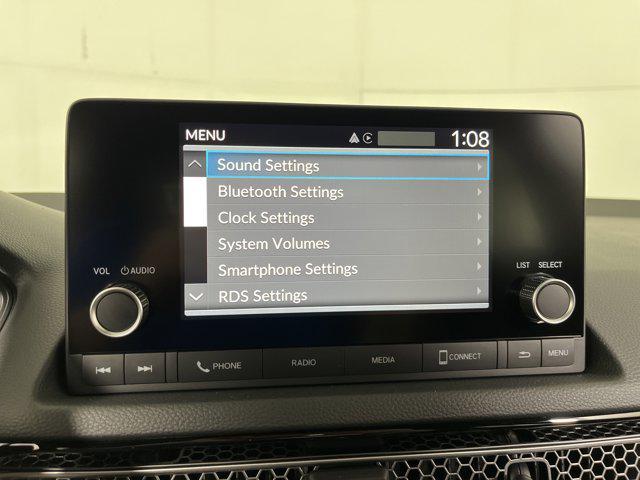 MENU 1:08
Sound Settings
Bluetooth Settings
Clock Settings
System Volumes
Smartphone Settings
RDS Settings
VOL AUDIO
LIST SELECT
PHONE RADIO MEDIA CONNECT MENU